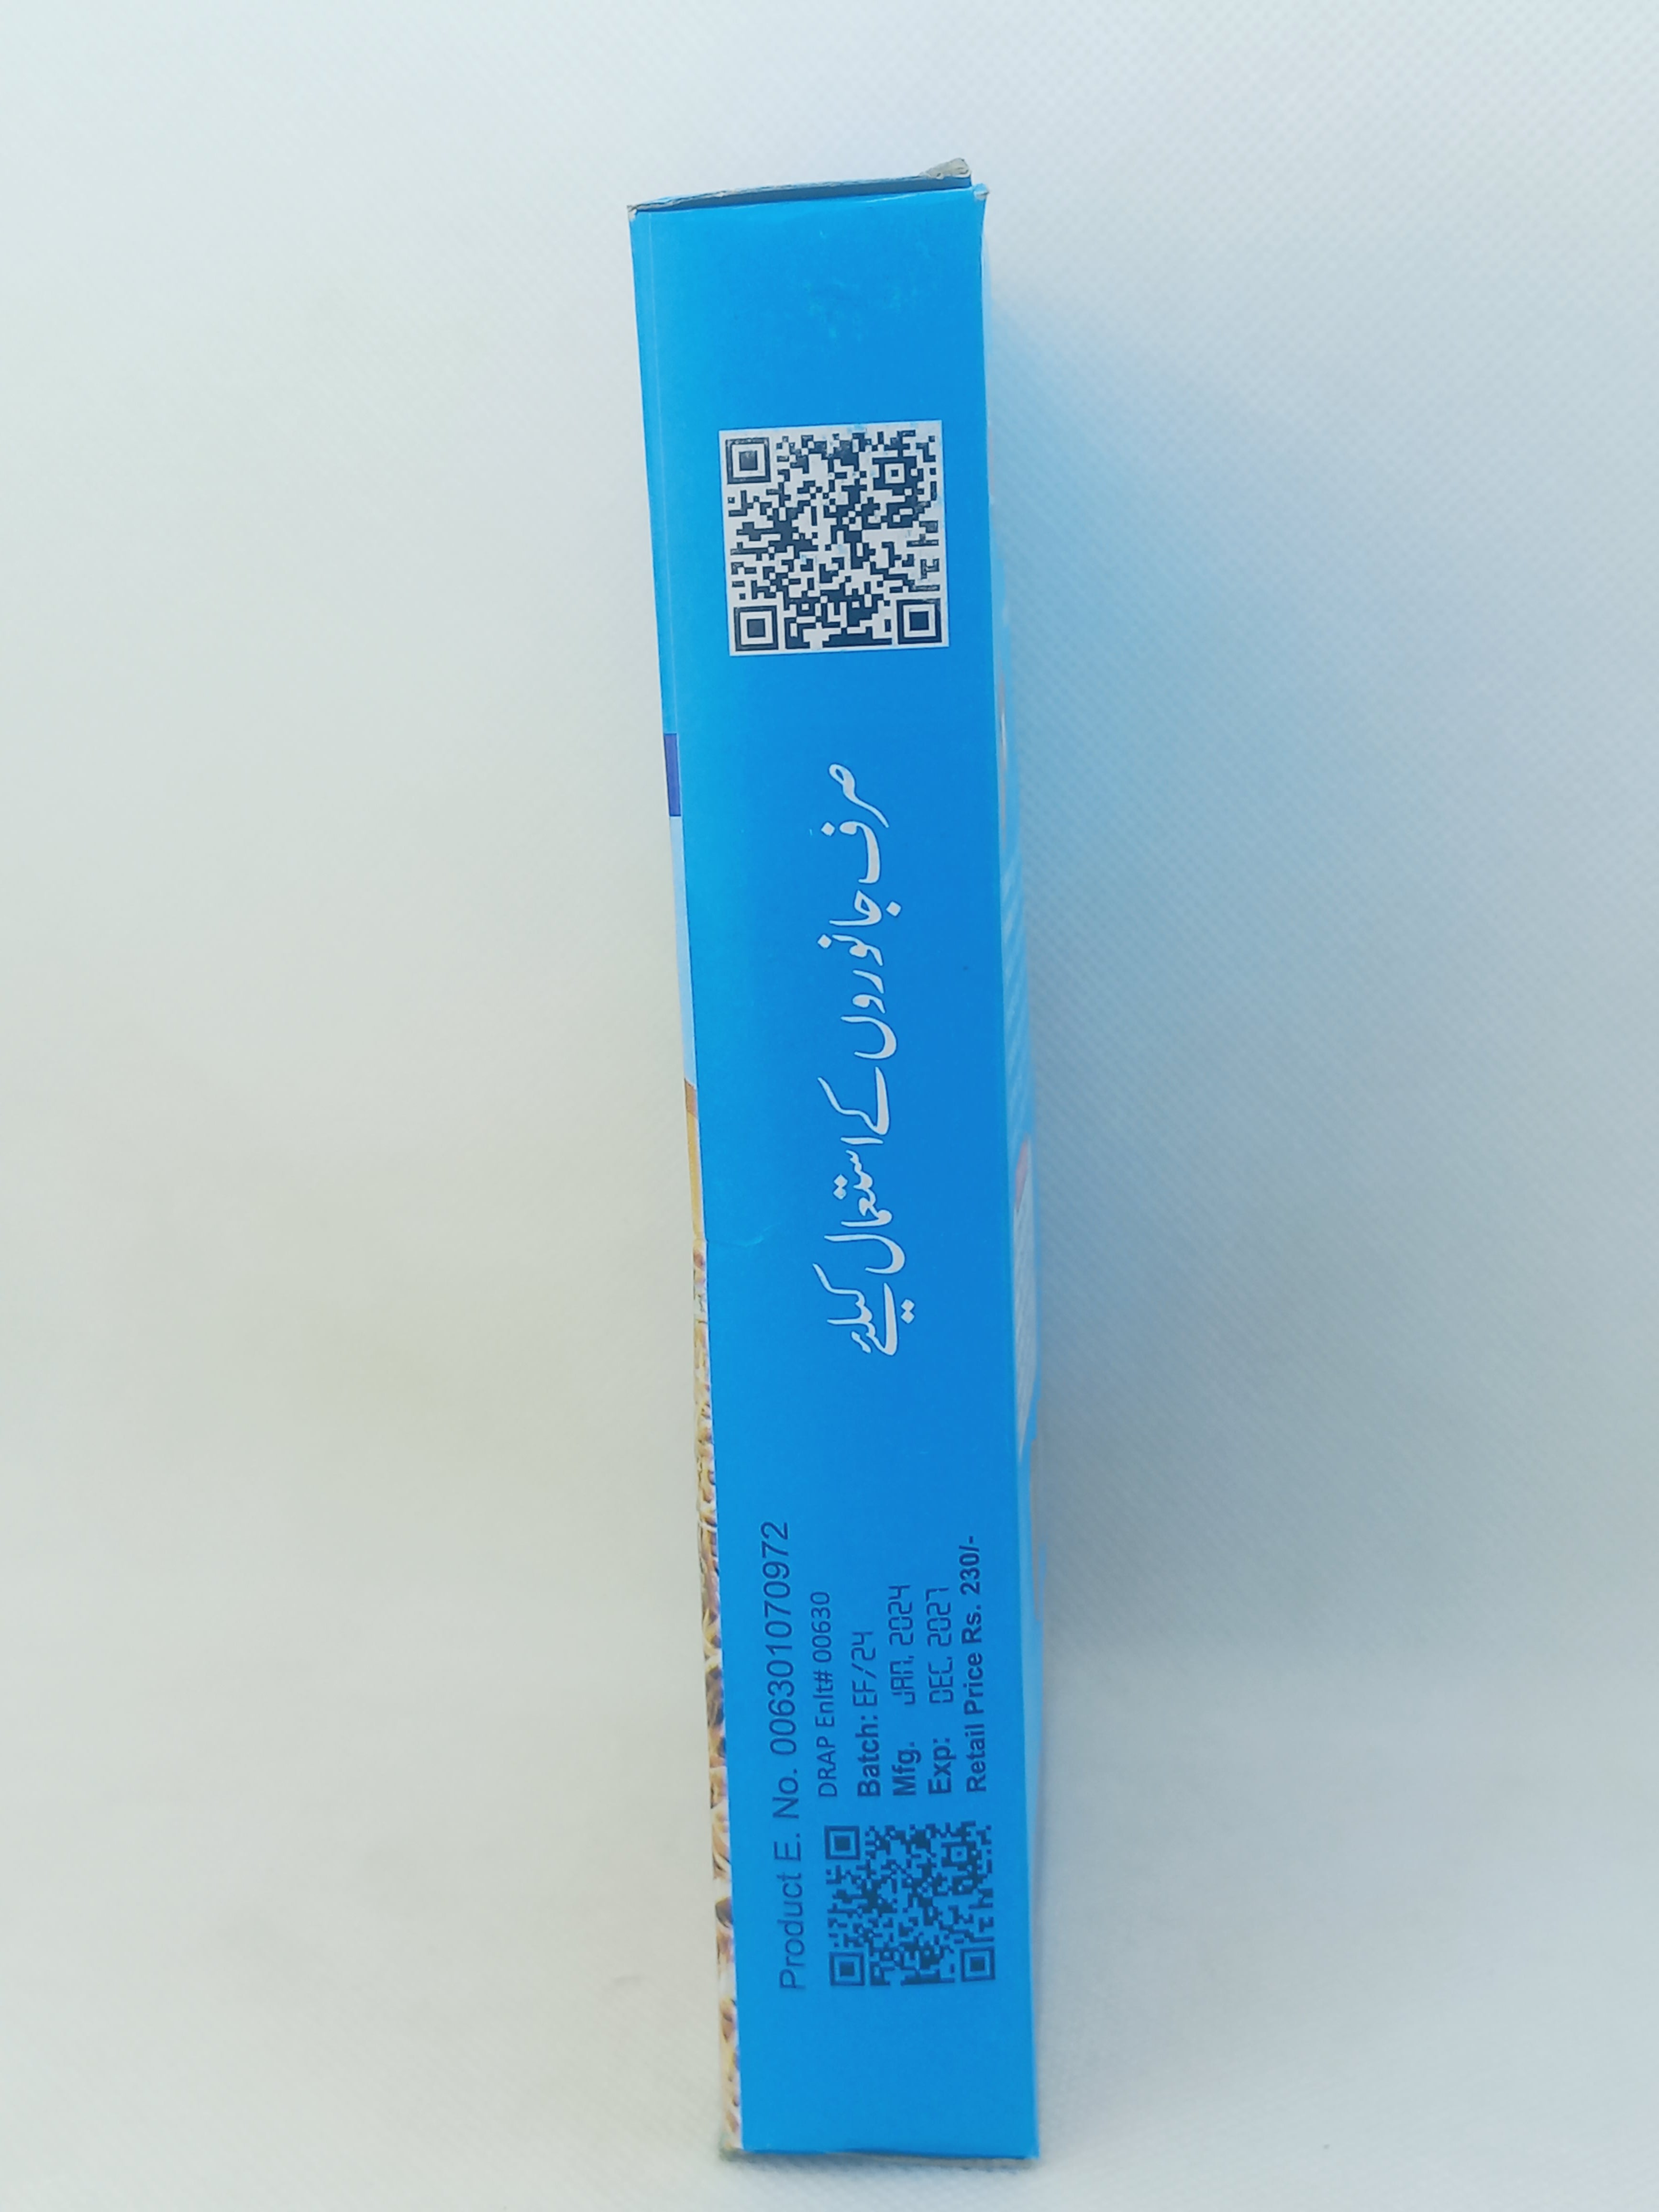 صرف جانوروں کے استعمال کیلئے
Product E. No. 006301070972
DRAP Enlt# 00630
Batch: EF/24
Mfg. JAN. 2024
Exp: DEC. 2027
Retail Price Rs. 230/-